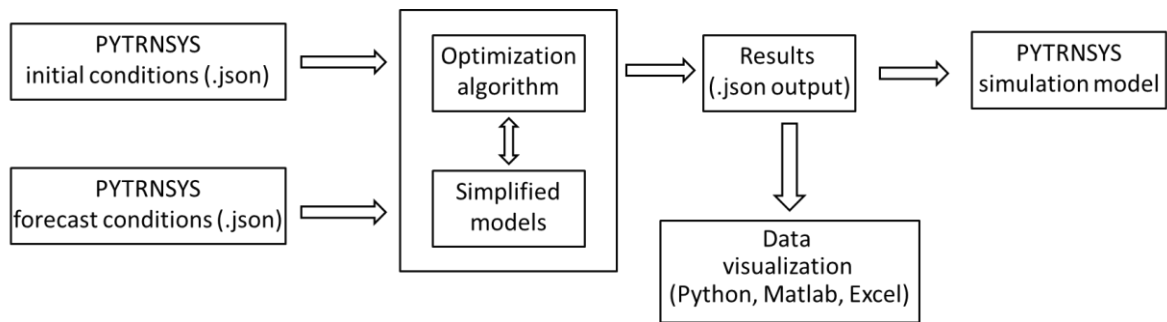 PYTRNSYS
initial conditions (.json)
PYTRNSYS
forecast conditions (.json)
Optimization
algorithm
Simplified
models
Results
(.json output)
PYTRNSYS
simulation model
Data
visualization
(Python, Matlab, Excel)